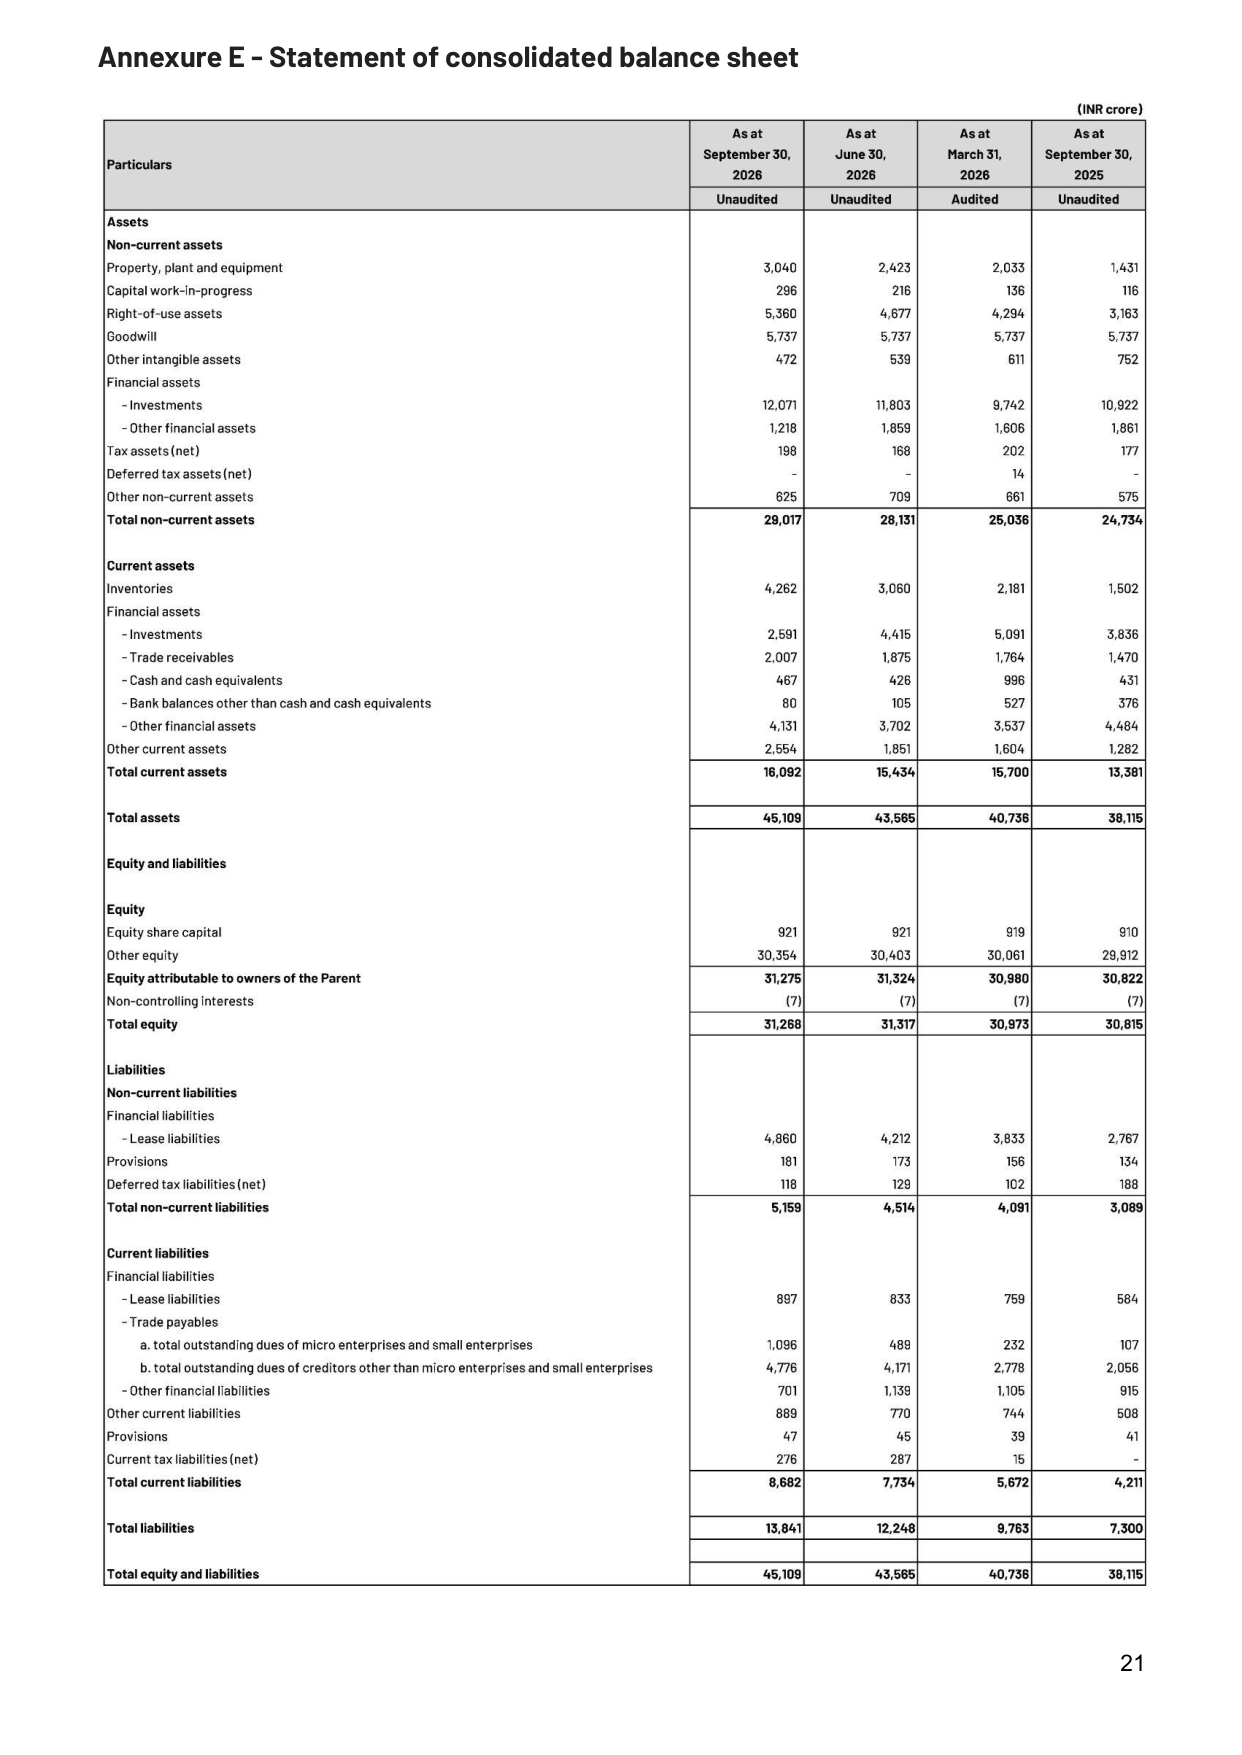 Annexure E - Statement of consolidated balance sheet
(INR crore)
Particulars | As at September 30, 2026 | As at June 30, 2026 | As at March 31, 2026 | As at September 30, 2025
Unaudited | Unaudited | Audited | Unaudited
Assets
Non-current assets
Property, plant and equipment 3,040 2,423 2,033 1,431
Capital work-in-progress 296 216 136 116
Right-of-use assets 5,360 4,677 4,294 3,163
Goodwill 5,737 5,737 5,737 5,737
Other intangible assets 472 539 611 752
Financial assets
- Investments 12,071 11,803 9,742 10,922
- Other financial assets 1,218 1,859 1,606 1,861
Tax assets (net) 198 168 202 177
Deferred tax assets (net) - - 14 -
Other non-current assets 625 709 661 575
Total non-current assets 29,017 28,131 25,036 24,734
Current assets
Inventories 4,262 3,060 2,181 1,502
Financial assets
- Investments 2,591 4,415 5,091 3,836
- Trade receivables 2,007 1,875 1,764 1,470
- Cash and cash equivalents 467 426 996 431
- Bank balances other than cash and cash equivalents 80 105 527 376
- Other financial assets 4,131 3,702 3,537 4,484
Other current assets 2,554 1,851 1,604 1,282
Total current assets 16,092 15,434 15,700 13,381
Total assets 45,109 43,565 40,736 38,115
Equity and liabilities
Equity
Equity share capital 921 921 919 910
Other equity 30,354 30,403 30,061 29,912
Equity attributable to owners of the Parent 31,275 31,324 30,980 30,822
Non-controlling interests (7) (7) (7) (7)
Total equity 31,268 31,317 30,973 30,815
Liabilities
Non-current liabilities
Financial liabilities
- Lease liabilities 4,860 4,212 3,833 2,767
Provisions 181 173 156 134
Deferred tax liabilities (net) 118 129 102 188
Total non-current liabilities 5,159 4,514 4,091 3,089
Current liabilities
Financial liabilities
- Lease liabilities 897 833 759 584
- Trade payables
a. total outstanding dues of micro enterprises and small enterprises 1,096 489 232 107
b. total outstanding dues of creditors other than micro enterprises and small enterprises 4,776 4,171 2,778 2,056
- Other financial liabilities 701 1,139 1,105 915
Other current liabilities 889 770 744 508
Provisions 47 45 39 41
Current tax liabilities (net) 276 287 15 -
Total current liabilities 8,682 7,734 5,672 4,211
Total liabilities 13,841 12,248 9,763 7,300
Total equity and liabilities 45,109 43,565 40,736 38,115
21